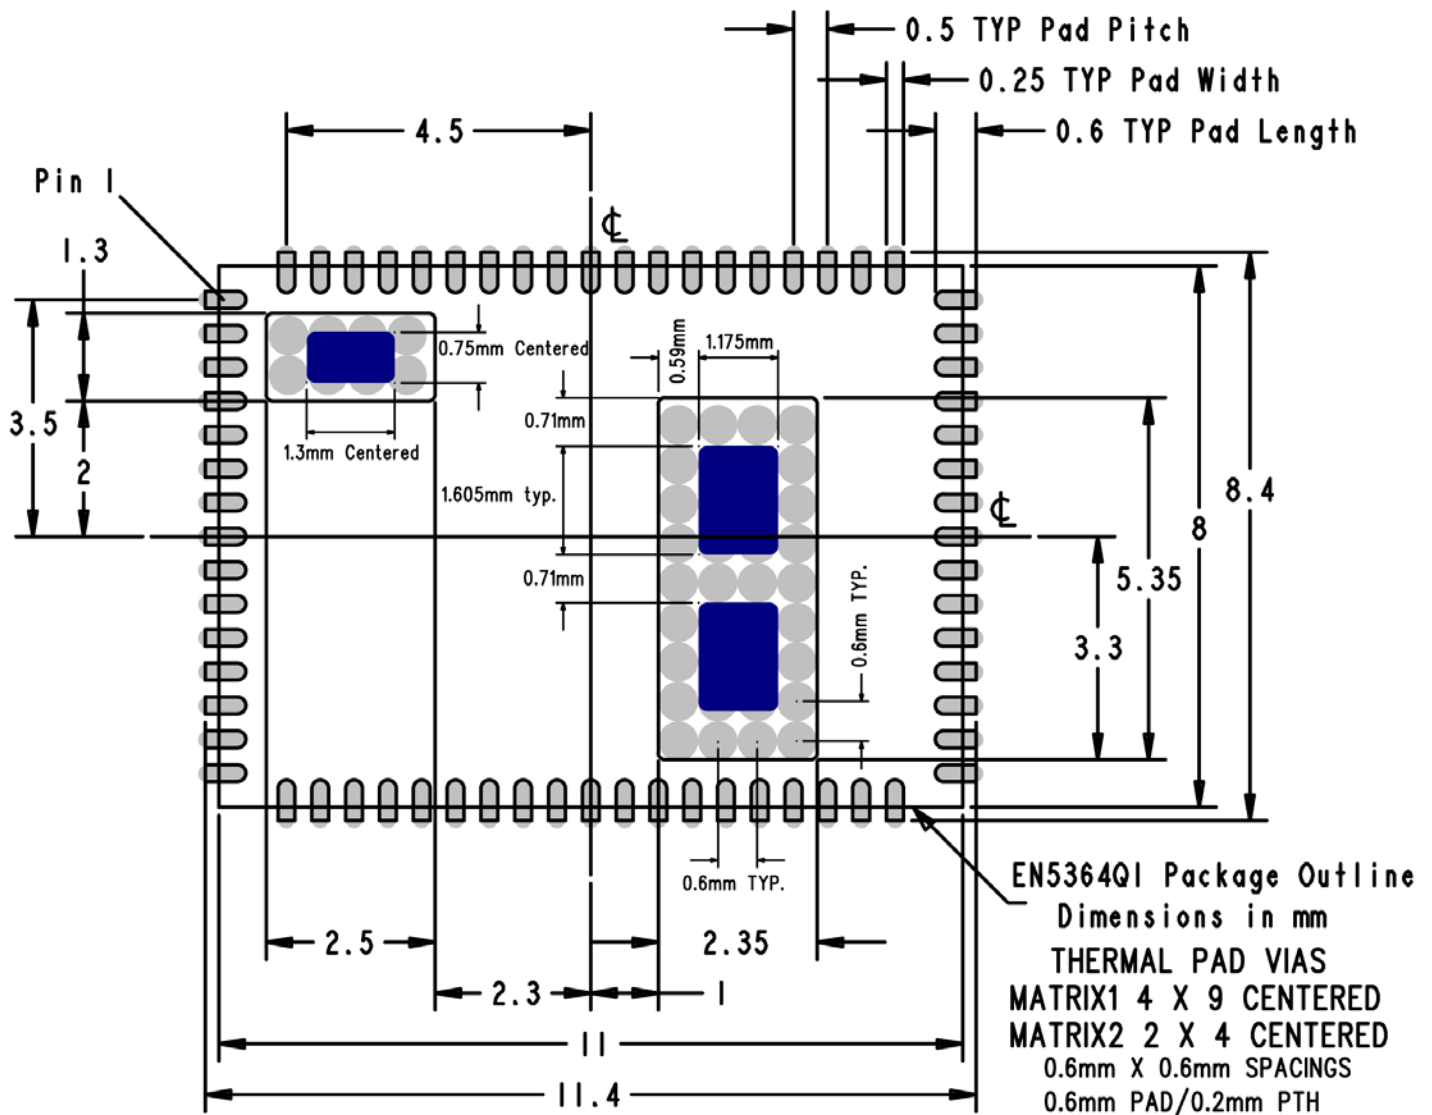 0.5 TYP Pad Pitch
0.25 TYP Pad Width
4.5
0.6 TYP Pad Length
Pin 1
℄
1.3
0.59mm
1.175mm
0.75mm Centered
3.5
0.71mm
1.3mm Centered
2
1.605mm typ.
8.4
℄
8
0.71mm
5.35
0.6mm TYP.
3.3
0.6mm TYP.
EN5364QI Package Outline
Dimensions in mm
2.5
2.35
THERMAL PAD VIAS
2.3
1
MATRIX1 4 X 9 CENTERED
MATRIX2 2 X 4 CENTERED
11
0.6mm X 0.6mm SPACINGS
11.4
0.6mm PAD/0.2mm PTH